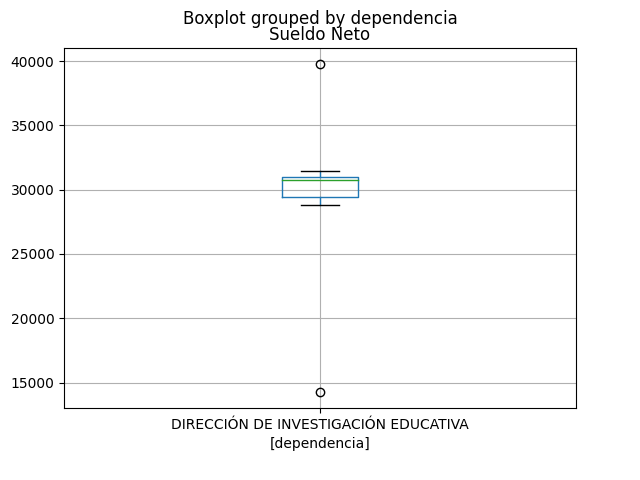 Boxplot grouped by dependencia
Sueldo Neto
40000
35000
30000
25000
20000
15000
DIRECCIÓN DE INVESTIGACIÓN EDUCATIVA
[dependencia]